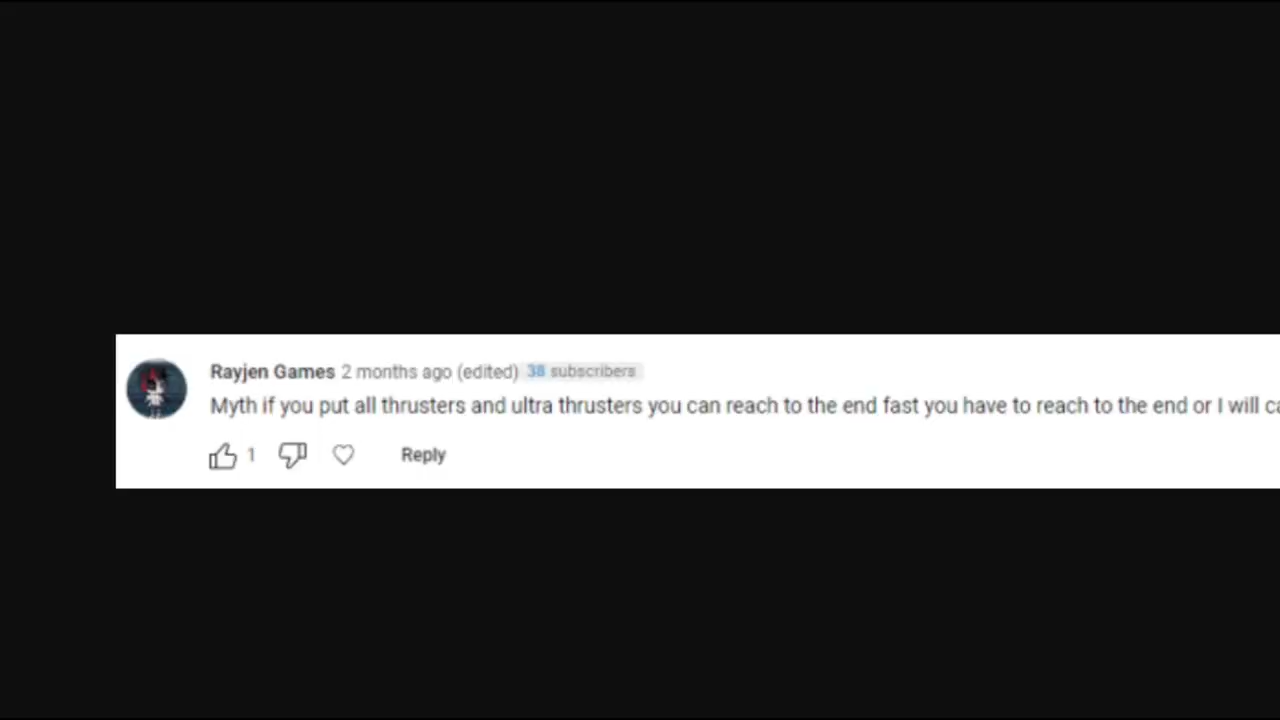 Rayjen Games 2 months ago (edited) 38 subscribers
Myth if you put all thrusters and ultra thrusters you can reach to the end fast you have to reach to the end or I will
1 Reply